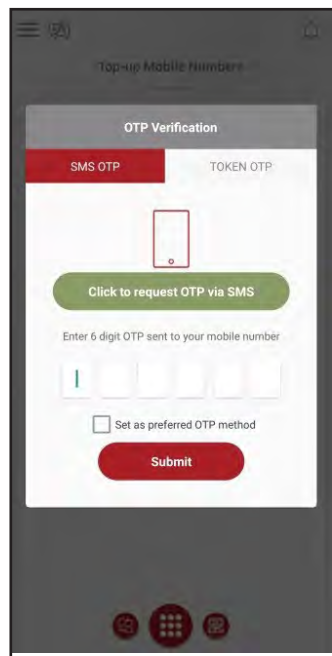 Top-up Mobile Numbers
OTP Verification
SMS OTP
TOKEN OTP
Click to request OTP via SMS
Enter 6 digit OTP sent to your mobile number
Set as preferred OTP method
Submit